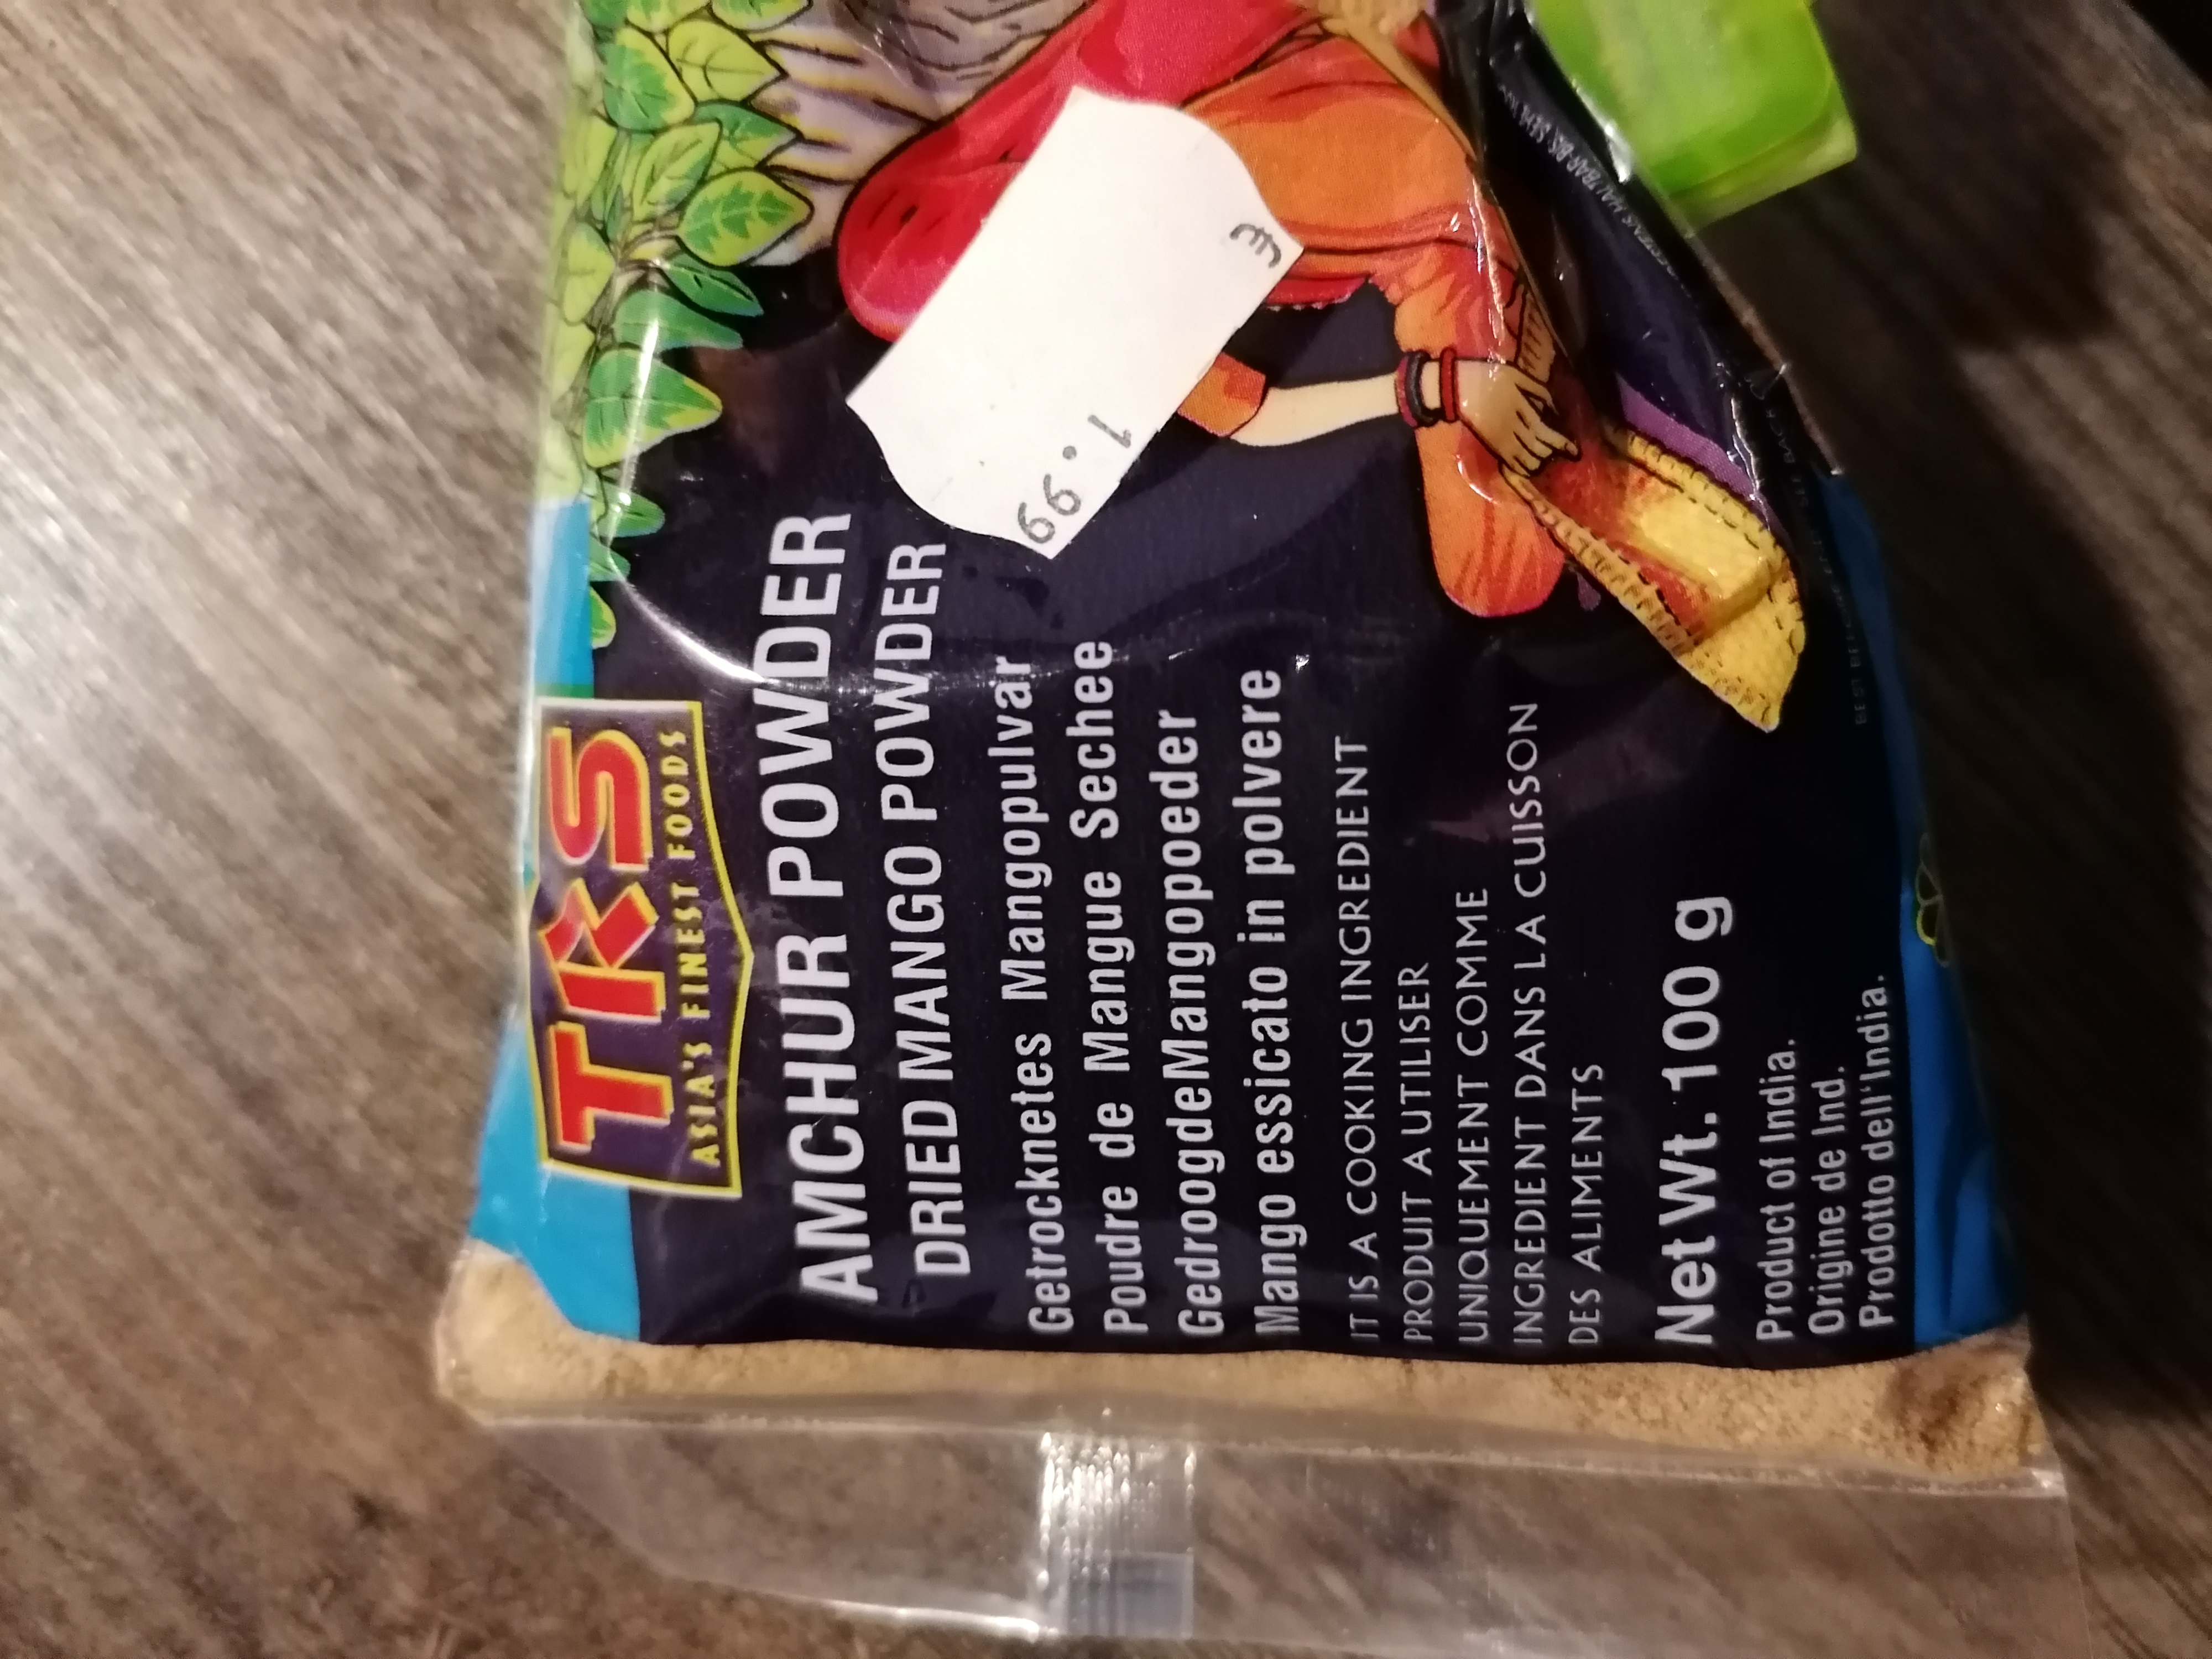 TRS
ASIA'S FINEST FOODS
AMCHUR POWDER
DRIED MANGO POWDER
Getrocknetes Mangopulvar
Poudre de Mangue Sechee
GedroogdeMangopoeder
Mango essicato in polvere
IT IS A COOKING INGREDIENT
PRODUIT A UTILISER
UNIQUEMENT COMME
INGREDIENT DANS LA CUISSON
DES ALIMENTS
Net Wt. 100 g
Product of India.
Origine de Ind.
Prodotto dell'India.
1.99
€